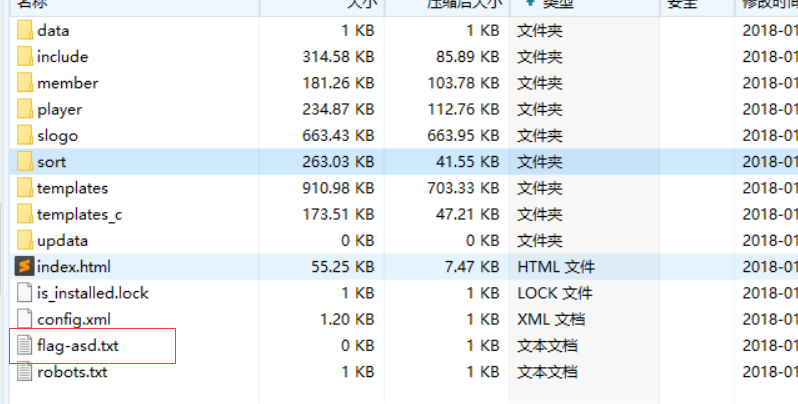 名称 大小 压缩后大小 类型 安全 修改时间
data 1 KB 1 KB 文件夹 2018-01
include 314.58 KB 85.89 KB 文件夹 2018-01
member 181.26 KB 103.78 KB 文件夹 2018-01
player 234.87 KB 112.76 KB 文件夹 2018-01
slogo 663.43 KB 663.95 KB 文件夹 2018-01
sort 263.03 KB 41.55 KB 文件夹 2018-01
templates 910.98 KB 703.33 KB 文件夹 2018-01
templates_c 173.51 KB 47.21 KB 文件夹 2018-01
updata 0 KB 0 KB 文件夹 2018-01
index.html 55.25 KB 7.47 KB HTML 文件 2018-01
is_installed.lock 1 KB 1 KB LOCK 文件 2018-01
config.xml 1.20 KB 1 KB XML 文档 2018-01
flag-asd.txt 0 KB 1 KB 文本文档 2018-01
robots.txt 1 KB 1 KB 文本文档 2018-01